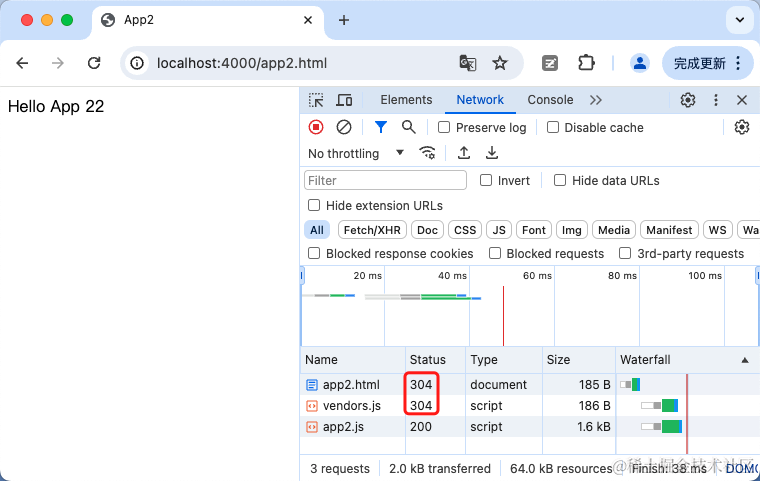 App2
localhost:4000/app2.html
完成更新
Hello App 22
Elements Network Console
Preserve log Disable cache
No throttling
Filter Invert Hide data URLs
Hide extension URLs
All Fetch/XHR Doc CSS JS Font Img Media Manifest WS Wa
Blocked response cookies Blocked requests 3rd-party requests
20 ms 40 ms 60 ms 80 ms 100 ms
Name Status Type Size Waterfall
app2.html 304 document 185 B
vendors.js 304 script 186 B
app2.js 200 script 1.6 kB
3 requests 2.0 kB transferred 64.0 kB resources Finish: 38 ms DOMC
@稀土掘金技术社区